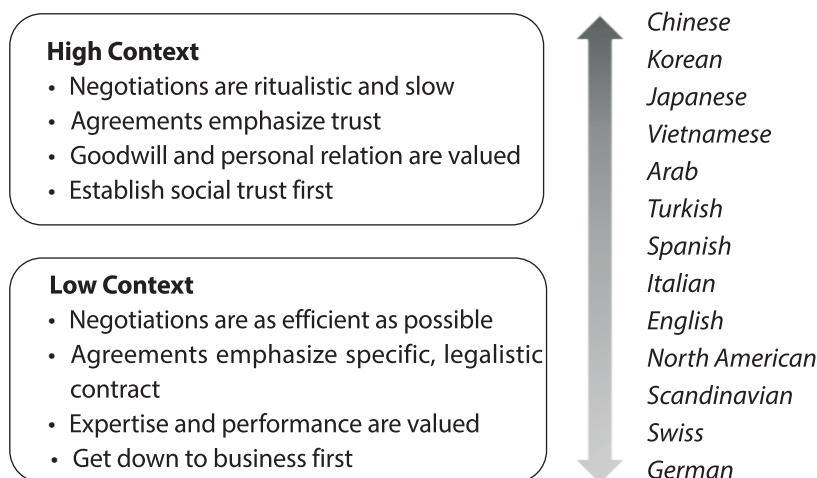 High Context
• Negotiations are ritualistic and slow
• Agreements emphasize trust
• Goodwill and personal relation are valued
• Establish social trust first
Low Context
• Negotiations are as efficient as possible
• Agreements emphasize specific, legalistic
contract
• Expertise and performance are valued
• Get down to business first
Chinese
Korean
Japanese
Vietnamese
Arab
Turkish
Spanish
Italian
English
North American
Scandinavian
Swiss
German